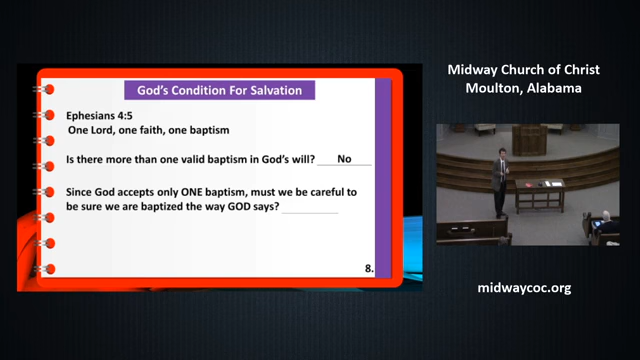 God's Condition For Salvation
Ephesians 4:5
One Lord, one faith, one baptism
Is there more than one valid baptism in God's will? No
Since God accepts only ONE baptism, must we be careful to
be sure we are baptized the way GOD says?
8.
Midway Church of Christ
Moulton, Alabama
midwaycoc.org